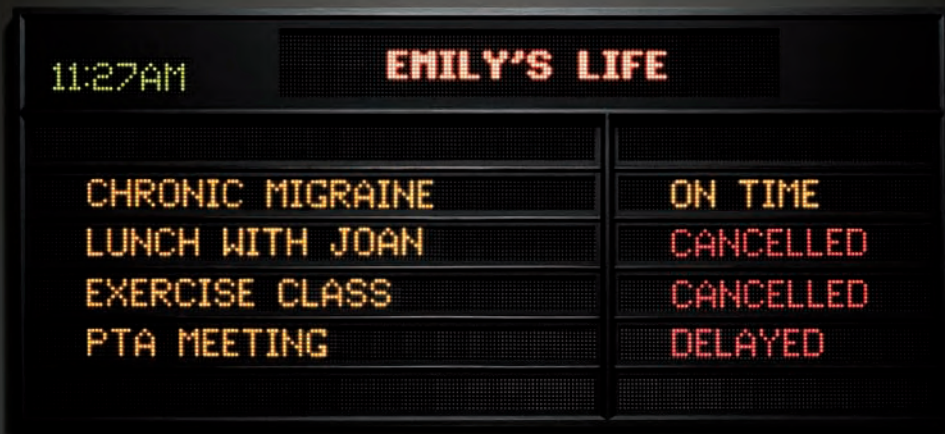 11:27AM
EMILY'S LIFE
CHRONIC MIGRAINE ON TIME
LUNCH WITH JOAN CANCELLED
EXERCISE CLASS CANCELLED
PTA MEETING DELAYED